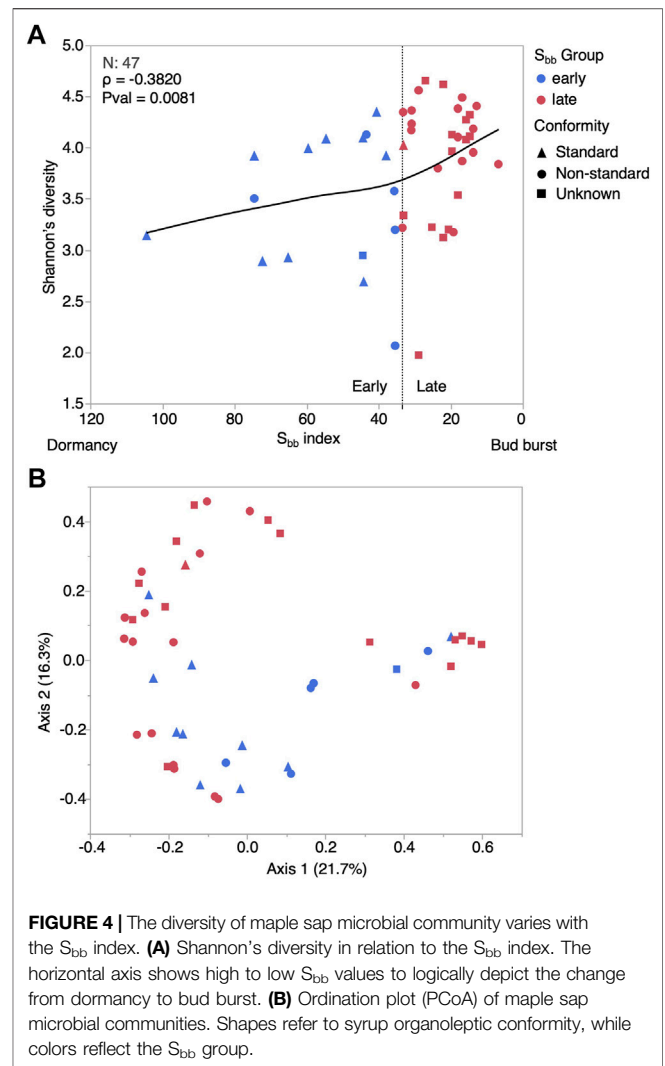 A
N: 47
ρ = -0.3820
Pval = 0.0081
Shannon's diversity
5.0
4.5
4.0
3.5
3.0
2.5
2.0
1.5
Early
Late
120
100
80
60
40
20
0
Dormancy
Sbb index
Bud burst
Sbb Group
early
late
Conformity
Standard
Non-standard
Unknown
B
Axis 2 (16.3%)
0.4
0.2
0.0
-0.2
-0.4
-0.4
-0.2
0.0
0.2
0.4
0.6
Axis 1 (21.7%)
FIGURE 4 | The diversity of maple sap microbial community varies with
the Sbb index. (A) Shannon's diversity in relation to the Sbb index. The
horizontal axis shows high to low Sbb values to logically depict the change
from dormancy to bud burst. (B) Ordination plot (PCoA) of maple sap
microbial communities. Shapes refer to syrup organoleptic conformity, while
colors reflect the Sbb group.